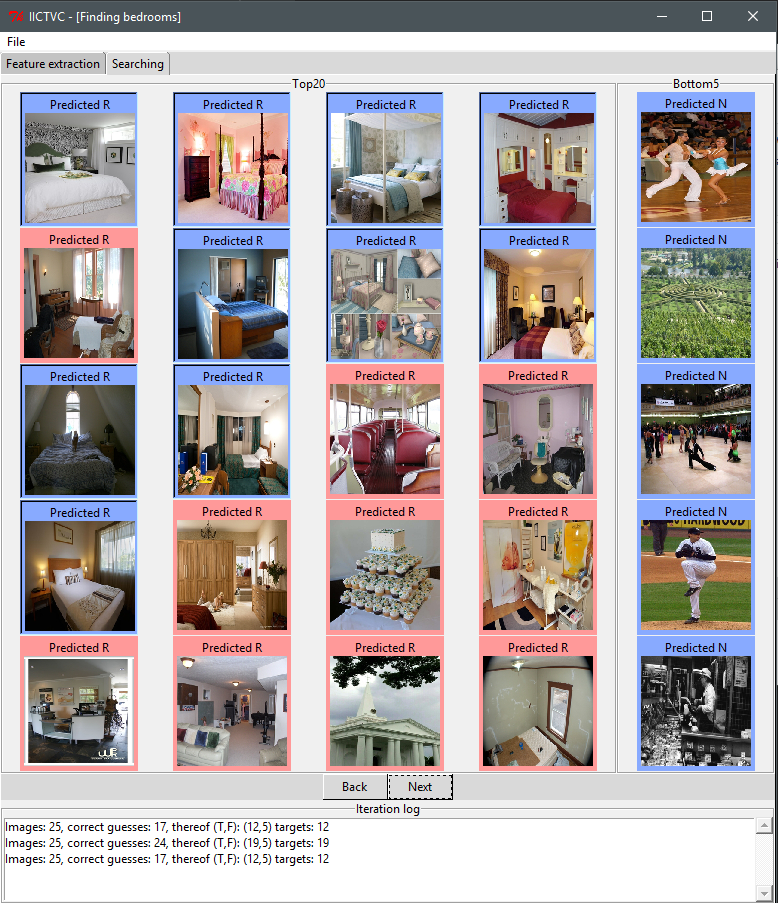 IICTVC - [Finding bedrooms]
File
Feature extraction
Searching
Top20
Bottom5
Predicted R
Predicted R
Predicted R
Predicted R
Predicted N
Predicted R
Predicted R
Predicted R
Predicted R
Predicted N
Predicted R
Predicted R
Predicted R
Predicted R
Predicted N
Predicted R
Predicted R
Predicted R
Predicted R
Predicted N
HARDWOOD
Predicted R
Predicted R
Predicted R
Predicted R
Predicted N
Back
Next
Iteration log
Images: 25, correct guesses: 17, thereof (T,F): (12,5) targets: 12
Images: 25, correct guesses: 24, thereof (T,F): (19,5) targets: 19
Images: 25, correct guesses: 17, thereof (T,F): (12,5) targets: 12